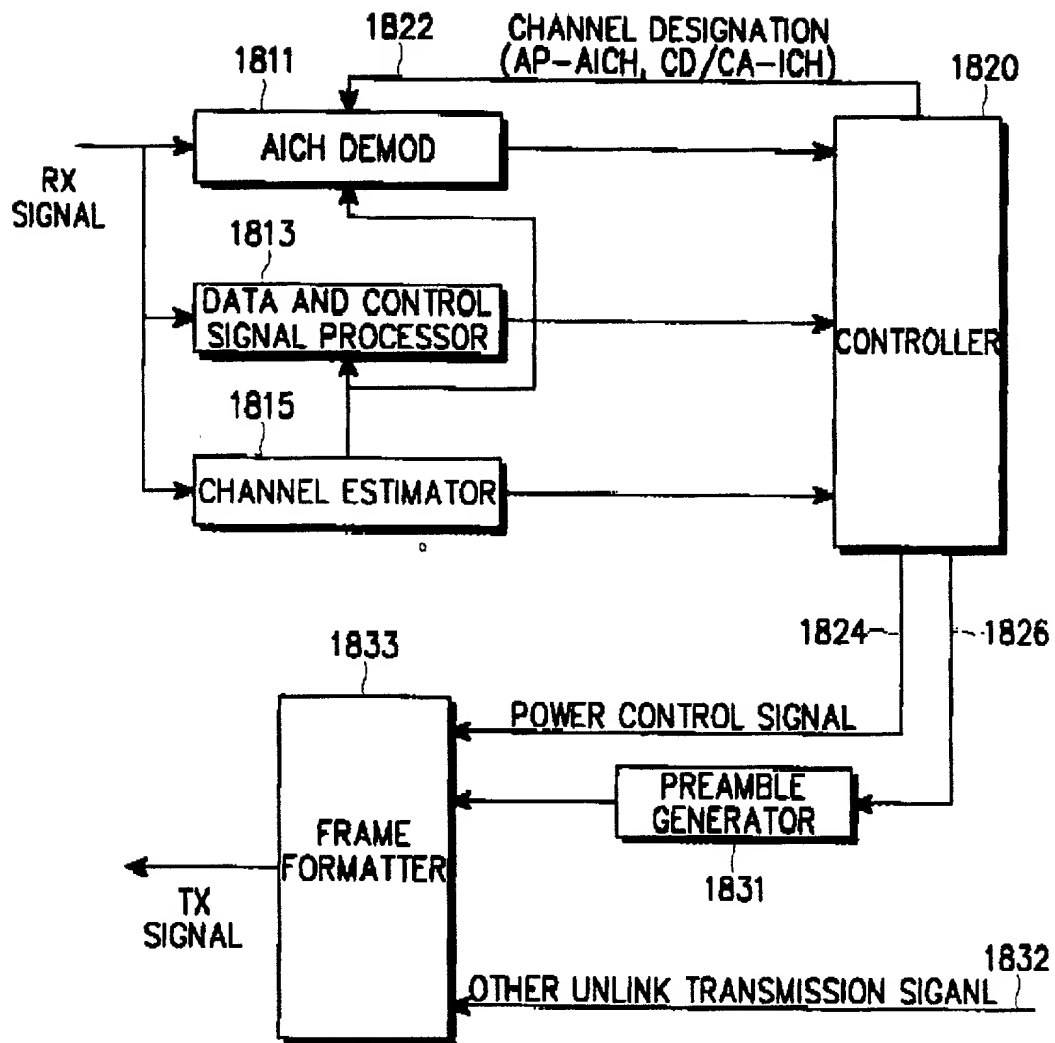 1822
CHANNEL DESIGNATION
(AP-AICH, CD/CA-ICH)
1811
1820
AICH DEMOD
RX
SIGNAL
1813
DATA AND CONTROL
SIGNAL PROCESSOR
CONTROLLER
1815
CHANNEL ESTIMATOR
1824
1826
1833
POWER CONTROL SIGNAL
PREAMBLE
GENERATOR
FRAME
FORMATTER
1831
TX
SIGNAL
1832
OTHER UNLINK TRANSMISSION SIGANL